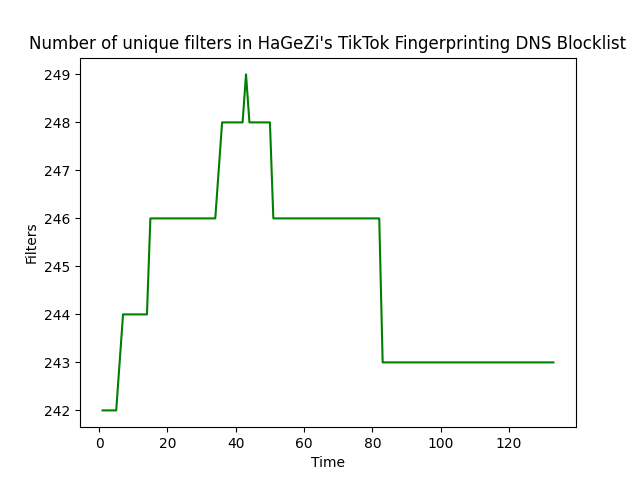 Number of unique filters in HaGeZi's TikTok Fingerprinting DNS Blocklist
249
248
247
246
245
244
243
242
Filters
0 20 40 60 80 100 120
Time